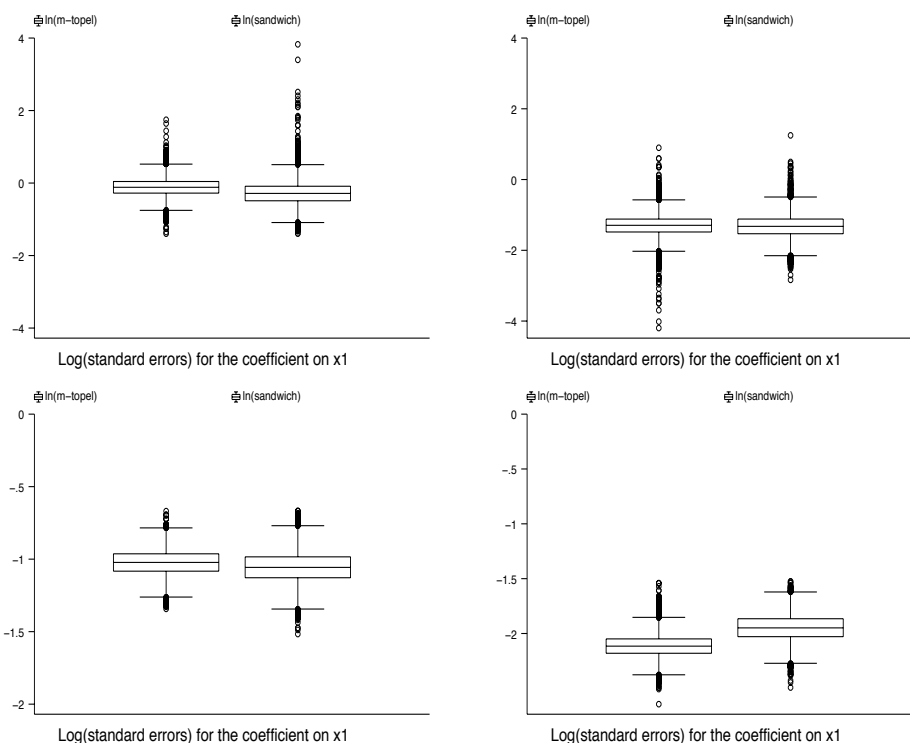 ln(m-topel) ln(sandwich)
4
2
0
−2
−4
Log(standard errors) for the coefficient on x1
ln(m-topel) ln(sandwich)
4
2
0
−2
−4
Log(standard errors) for the coefficient on x1
ln(m-topel) ln(sandwich)
0
−.5
−1
−1.5
−2
Log(standard errors) for the coefficient on x1
ln(m-topel) ln(sandwich)
0
−.5
−1
−1.5
−2
Log(standard errors) for the coefficient on x1